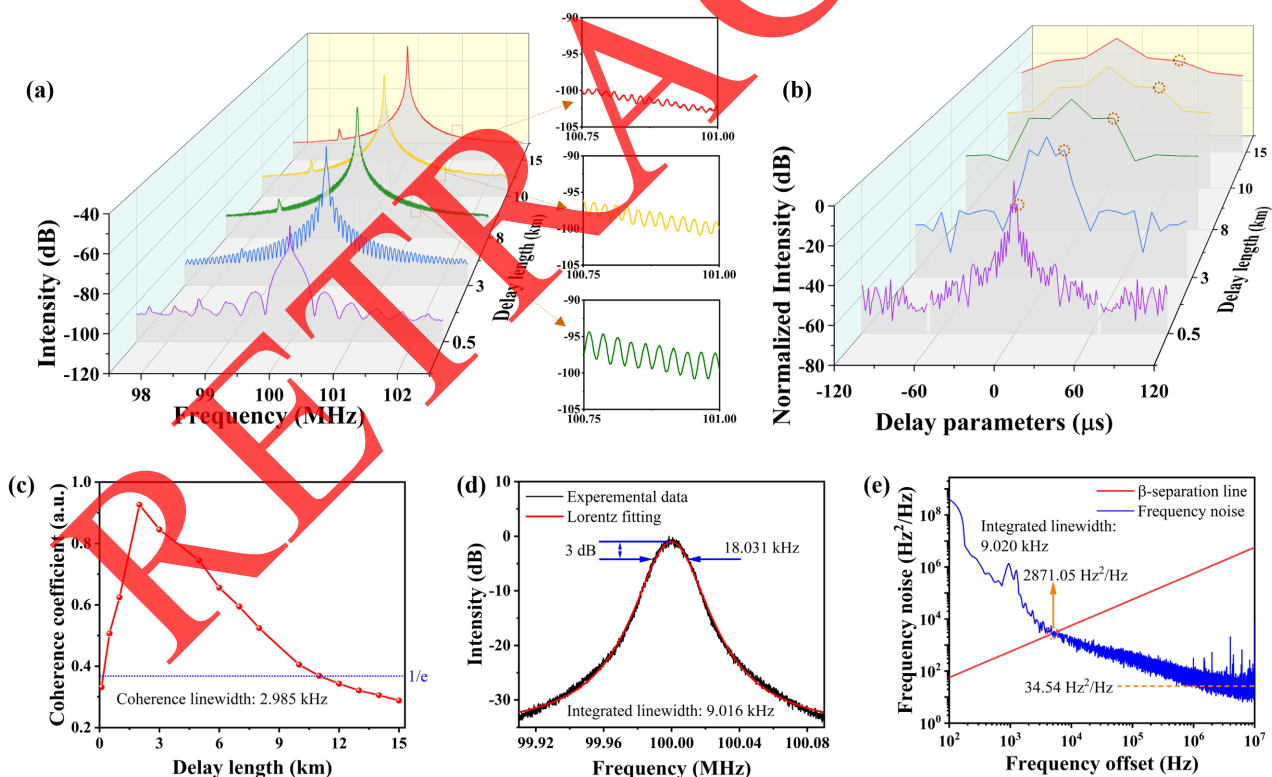 RETRAC
(a)
Intensity (dB)
-40
-60
-80
-100
-120
98
99
100
101
102
Frequency (MHz)
0.5
3
8
10
15
Delay length (km)
-90
-95
-100
-105
100.75
101.00
-90
-95
-100
-105
100.75
101.00
-90
-95
-100
-105
100.75
101.00
(b)
Normalized Intensity (dB)
0
-20
-40
-60
-80
-120
-60
0
60
120
Delay parameters (μs)
0.5
3
8
10
15
Delay length (km)
(c)
Coherence coefficient (a.u.)
1.0
0.8
0.6
0.4
0.2
1/e
Coherence linewidth: 2.985 kHz
0
3
6
9
12
15
Delay length (km)
(d)
Intensity (dB)
10
0
-10
-20
-30
Experemental data
Lorentz fitting
3 dB
18.031 kHz
Integrated linewidth: 9.016 kHz
99.92
99.96
100.00
100.04
100.08
Frequency (MHz)
(e)
Frequency noise (Hz²/Hz)
10⁸
10⁶
10⁴
10²
10⁰
β-separation line
Frequency noise
Integrated linewidth:
9.020 kHz
2871.05 Hz²/Hz
34.54 Hz²/Hz
10²
10³
10⁴
10⁵
10⁶
10⁷
Frequency offset (Hz)